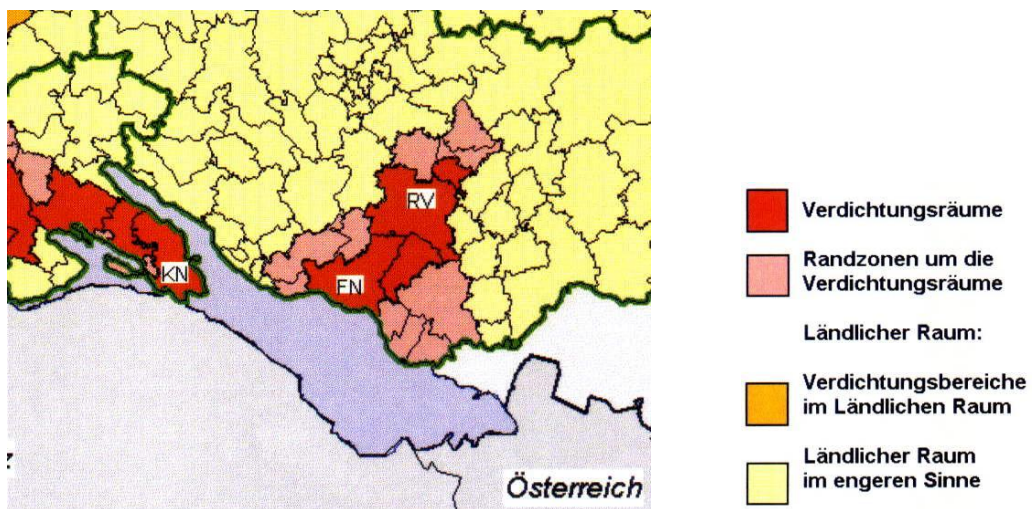 RV
KN
FN
z
Österreich
Verdichtungsräume
Randzonen um die
Verdichtungsräume
Ländlicher Raum:
Verdichtungsbereiche
im Ländlichen Raum
Ländlicher Raum
im engeren Sinne